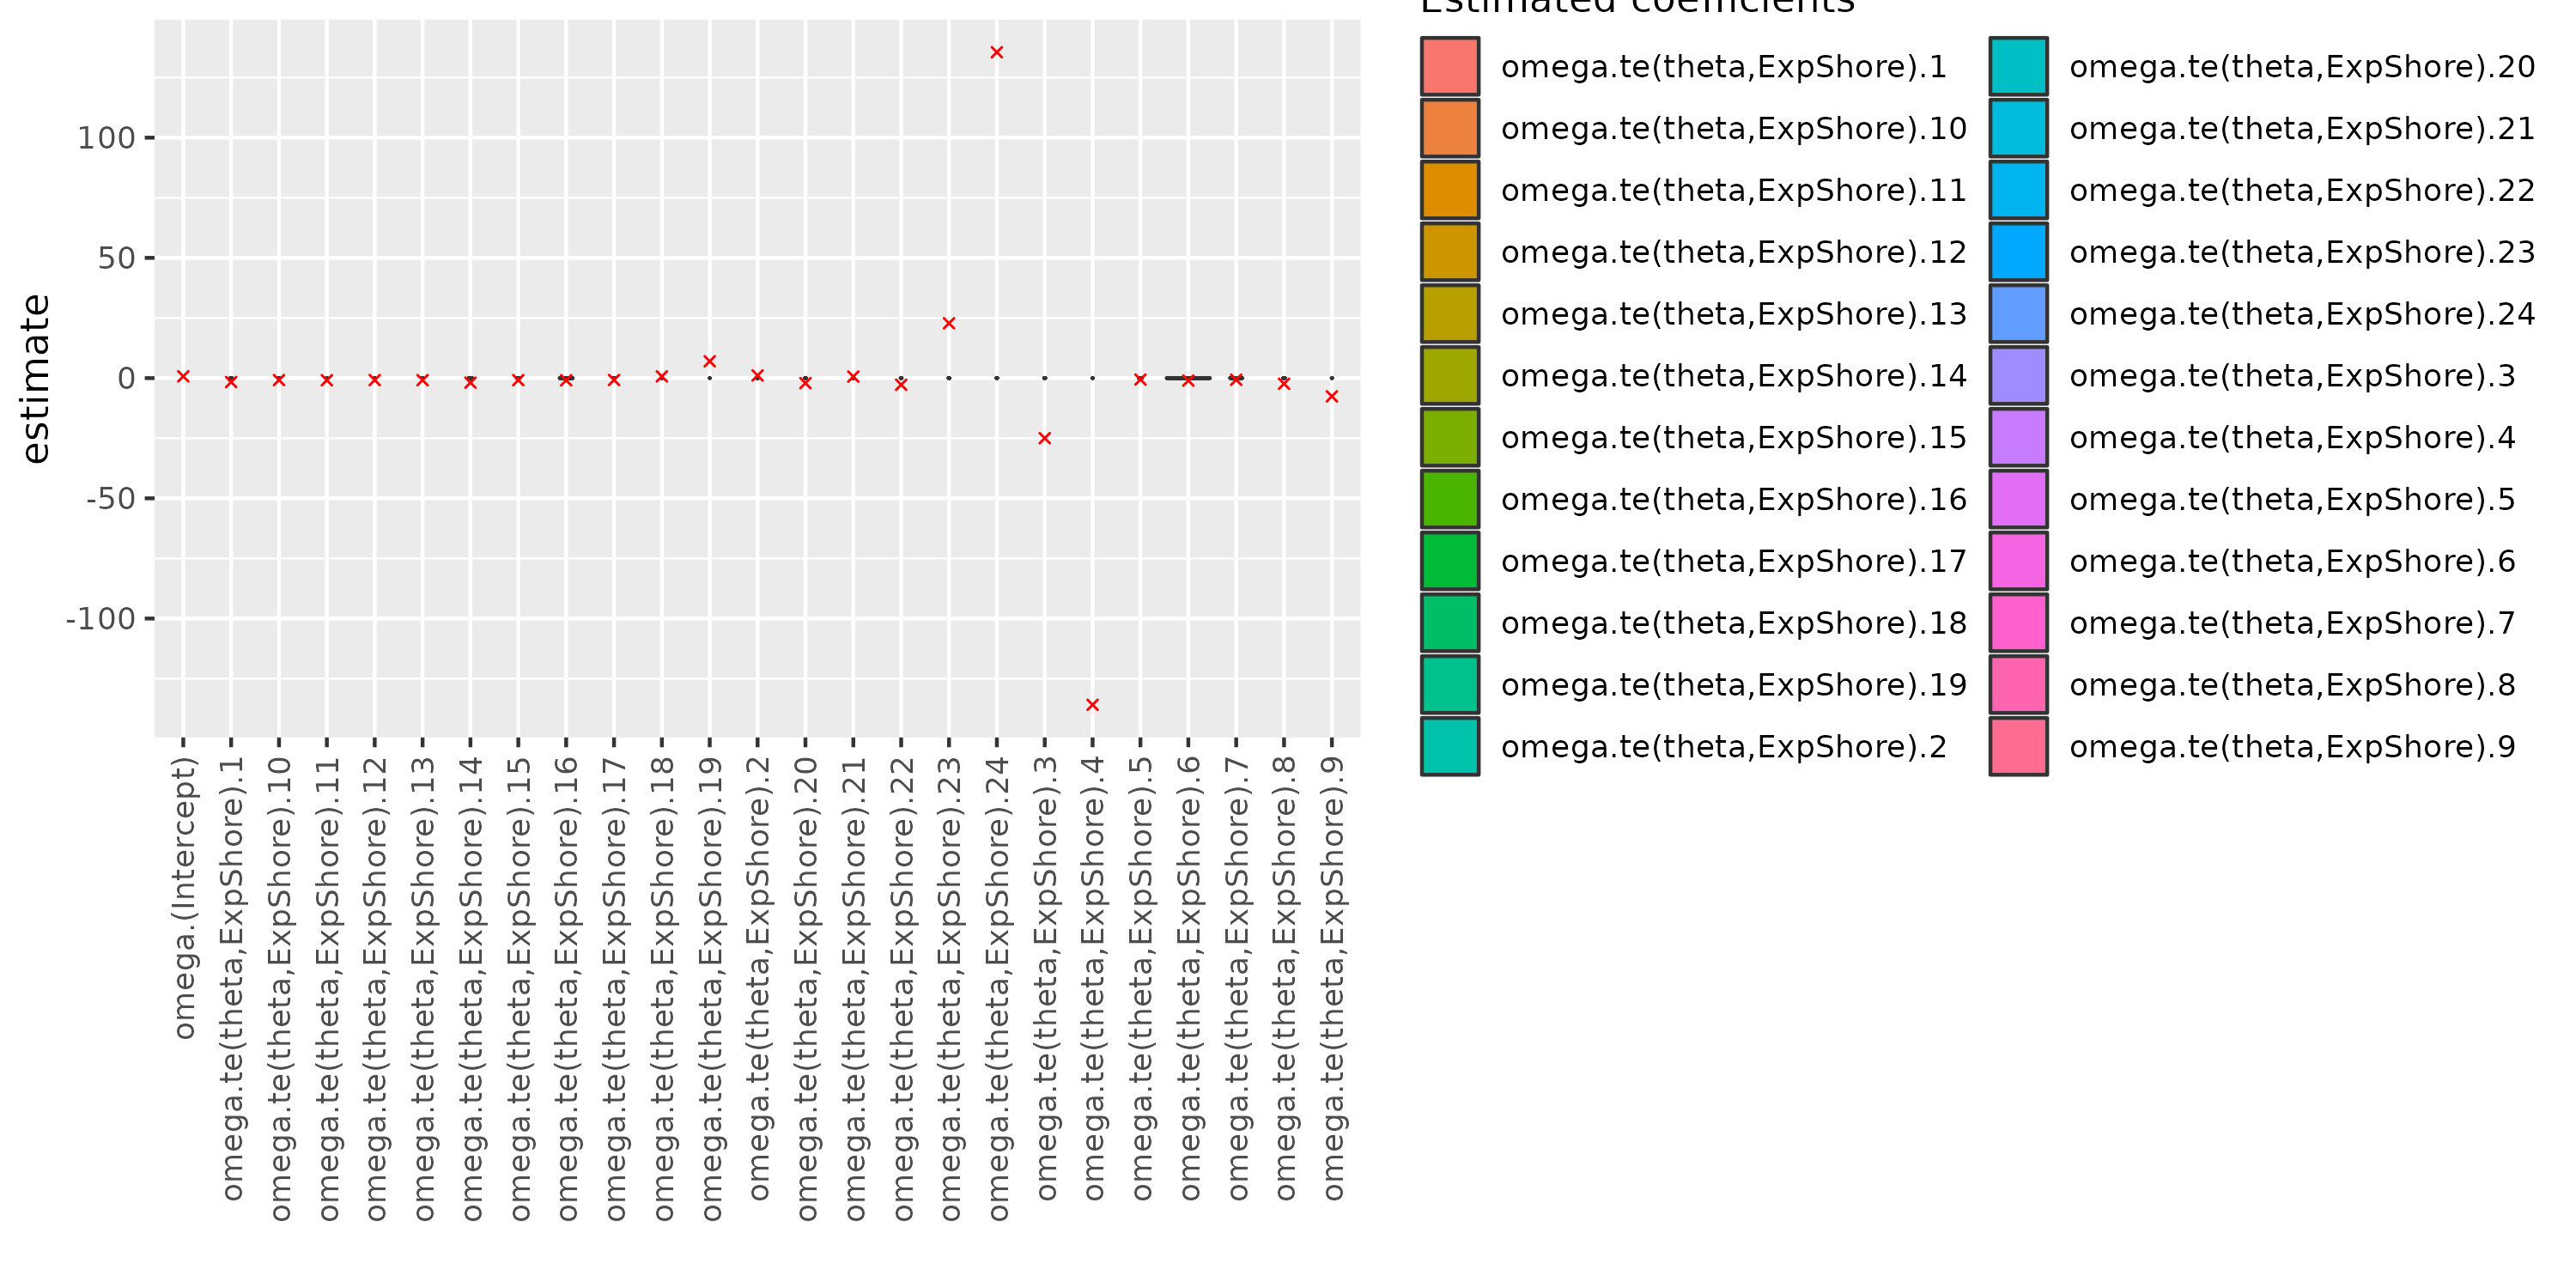 Estimated coefficients
estimate
100
50
0
-50
-100
omega.(Intercept)
omega.te(theta,ExpShore).1
omega.te(theta,ExpShore).10
omega.te(theta,ExpShore).11
omega.te(theta,ExpShore).12
omega.te(theta,ExpShore).13
omega.te(theta,ExpShore).14
omega.te(theta,ExpShore).15
omega.te(theta,ExpShore).16
omega.te(theta,ExpShore).17
omega.te(theta,ExpShore).18
omega.te(theta,ExpShore).19
omega.te(theta,ExpShore).2
omega.te(theta,ExpShore).20
omega.te(theta,ExpShore).21
omega.te(theta,ExpShore).22
omega.te(theta,ExpShore).23
omega.te(theta,ExpShore).24
omega.te(theta,ExpShore).3
omega.te(theta,ExpShore).4
omega.te(theta,ExpShore).5
omega.te(theta,ExpShore).6
omega.te(theta,ExpShore).7
omega.te(theta,ExpShore).8
omega.te(theta,ExpShore).9
omega.te(theta,ExpShore).1
omega.te(theta,ExpShore).10
omega.te(theta,ExpShore).11
omega.te(theta,ExpShore).12
omega.te(theta,ExpShore).13
omega.te(theta,ExpShore).14
omega.te(theta,ExpShore).15
omega.te(theta,ExpShore).16
omega.te(theta,ExpShore).17
omega.te(theta,ExpShore).18
omega.te(theta,ExpShore).19
omega.te(theta,ExpShore).2
omega.te(theta,ExpShore).20
omega.te(theta,ExpShore).21
omega.te(theta,ExpShore).22
omega.te(theta,ExpShore).23
omega.te(theta,ExpShore).24
omega.te(theta,ExpShore).3
omega.te(theta,ExpShore).4
omega.te(theta,ExpShore).5
omega.te(theta,ExpShore).6
omega.te(theta,ExpShore).7
omega.te(theta,ExpShore).8
omega.te(theta,ExpShore).9